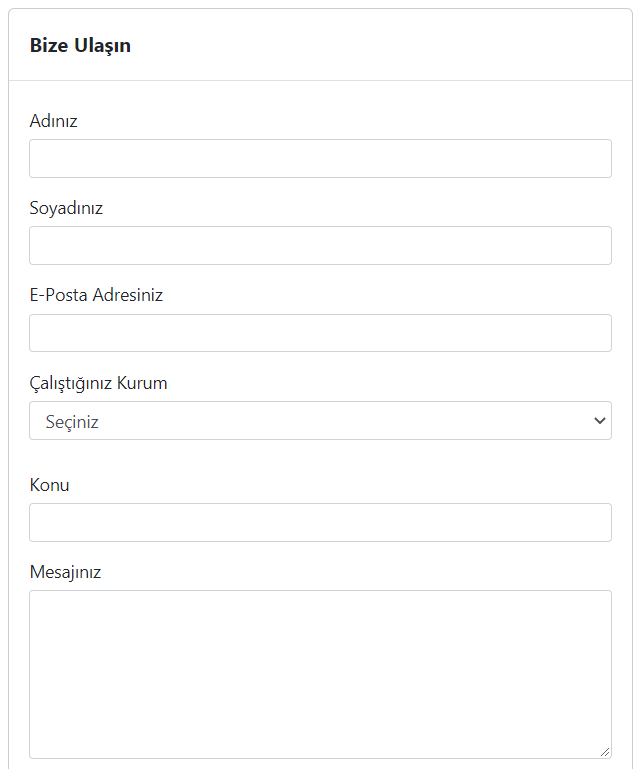 Bize Ulaşın
Adınız
Soyadınız
E-Posta Adresiniz
Çalıştığınız Kurum
Seçiniz
Konu
Mesajınız